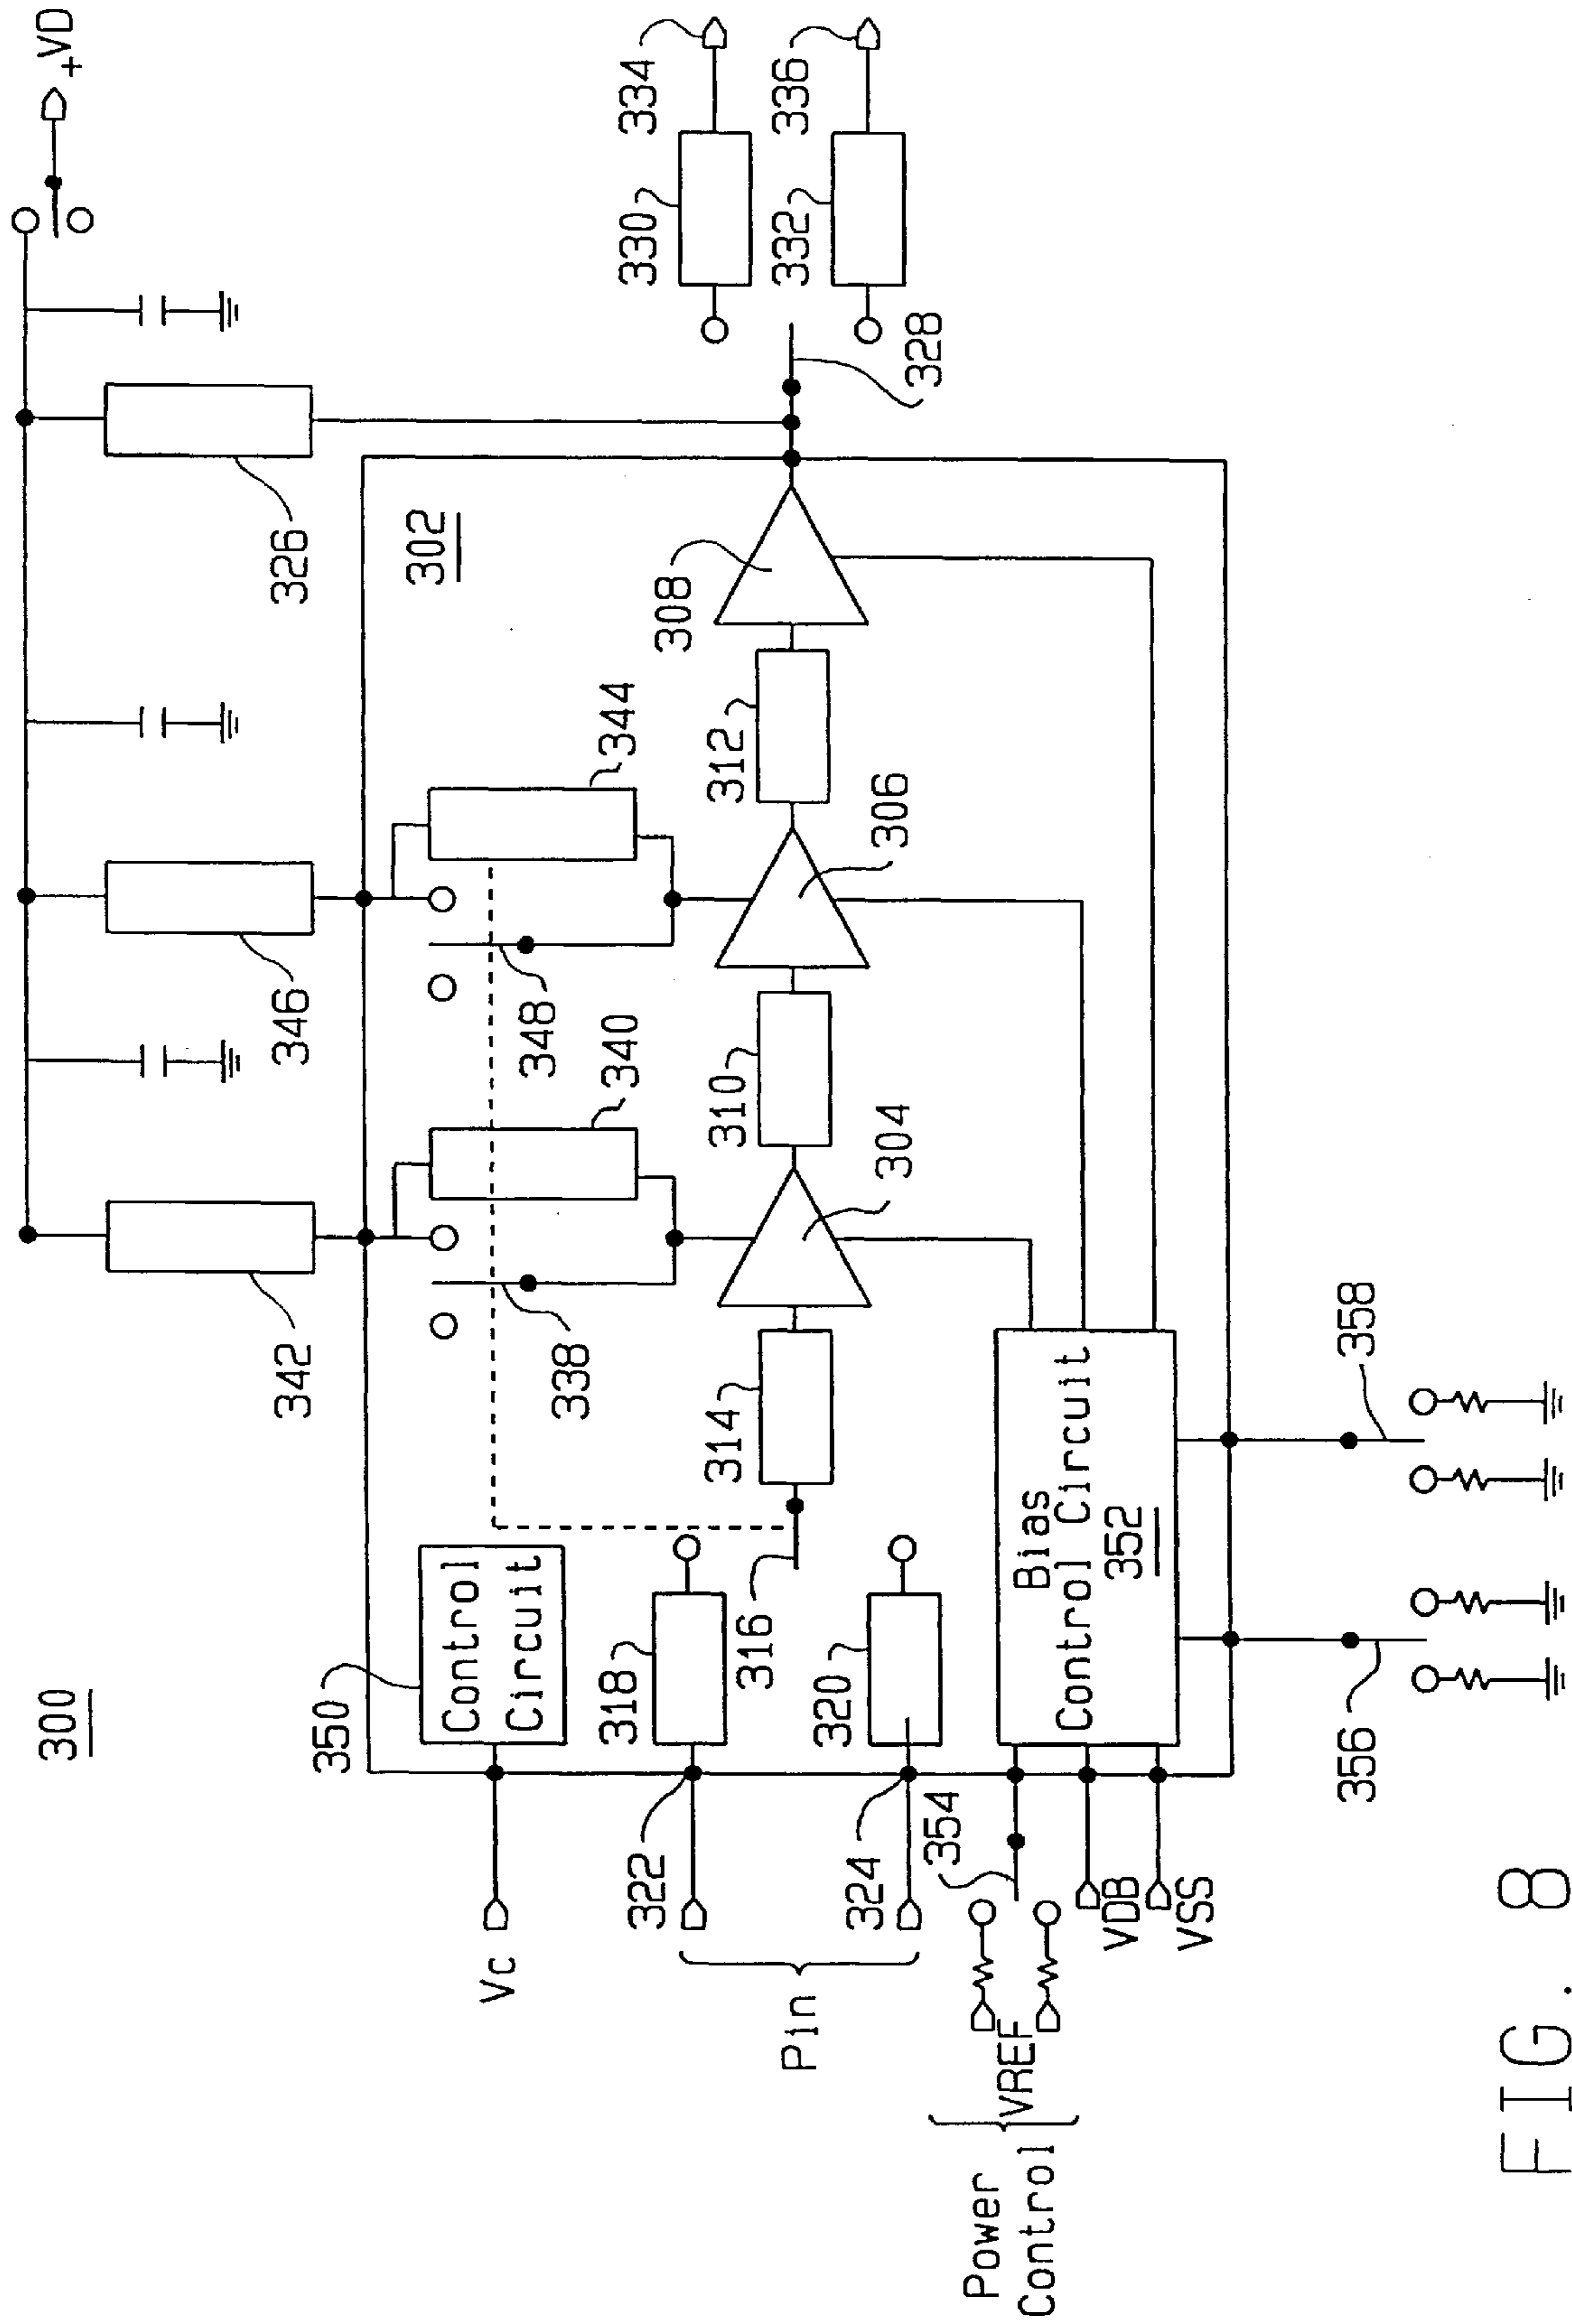 300
+VD
342
346
326
302
350
Control
Circuit
Vc
338
340
348
344
322
318
316
314
304
310
306
312
308
328
330
334
332
336
Pin
324
320
354
VREF
Power
Control
VDB
VSS
Bias
Control Circuit
352
356
358
FIG. 8